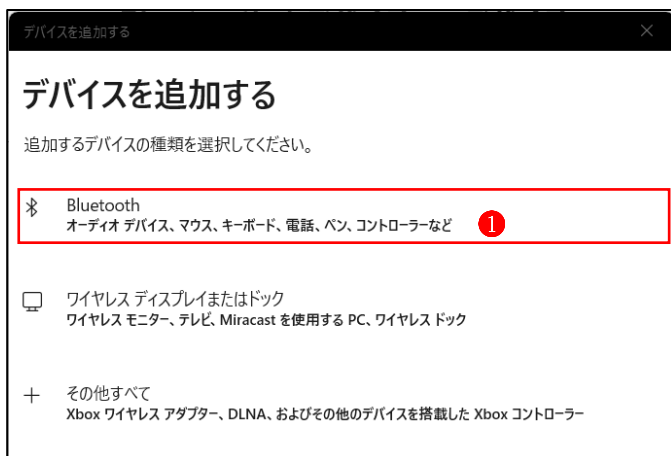 デバイスを追加する
デバイスを追加する
追加するデバイスの種類を選択してください。
Bluetooth
オーディオ デバイス、マウス、キーボード、電話、ペン、コントローラーなど
1
ワイヤレス ディスプレイまたはドック
ワイヤレス モニター、テレビ、Miracast を使用する PC、ワイヤレス ドック
その他すべて
Xbox ワイヤレス アダプター、DLNA、およびその他のデバイスを搭載した Xbox コントローラー